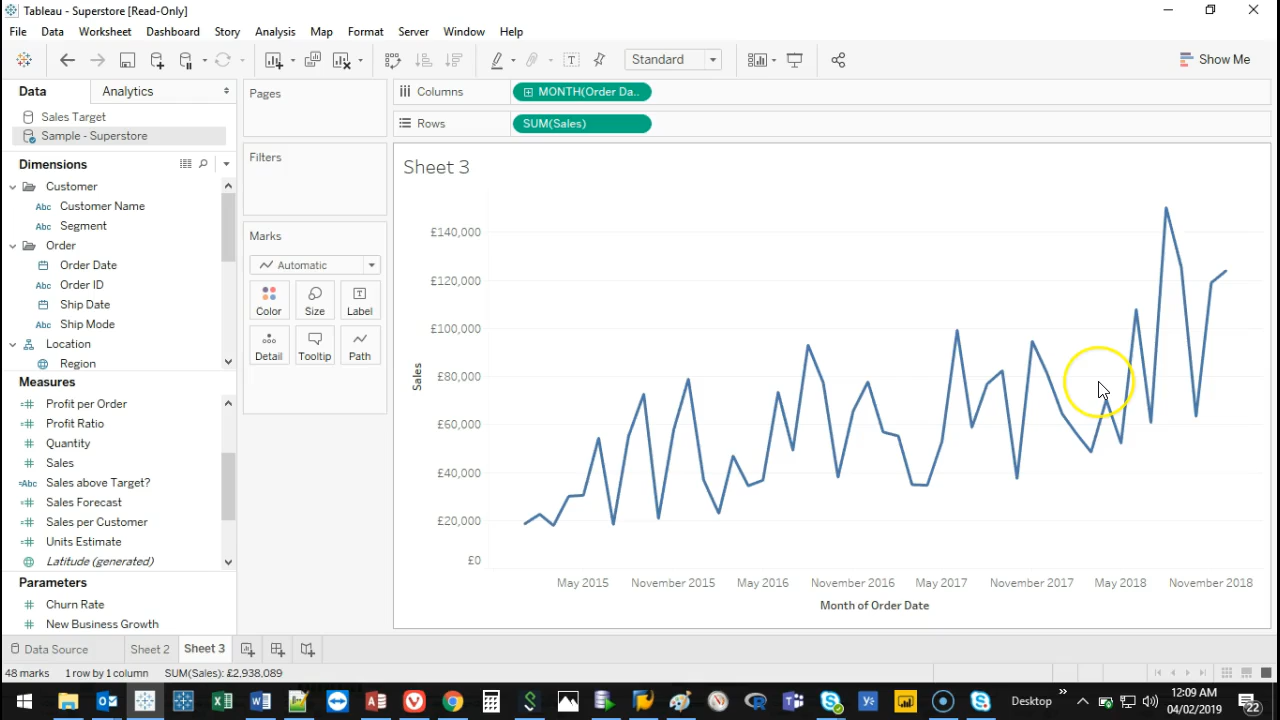 Tableau - Superstore [Read-Only]
File Data Worksheet Dashboard Story Analysis Map Format Server Window Help
Standard
Show Me
Data
Analytics
Sales Target
Sample - Superstore
Dimensions
Customer
Abc Customer Name
Abc Segment
Order
Order Date
Abc Order ID
Ship Date
Abc Ship Mode
Location
Region
Measures
Profit per Order
Profit Ratio
Quantity
Sales
=Abc Sales above Target?
Sales Forecast
Sales per Customer
Units Estimate
Latitude (generated)
Parameters
Churn Rate
New Business Growth
Pages
Filters
Marks
Automatic
Color
Size
Label
Detail
Tooltip
Path
Columns
MONTH(Order Da..
Rows
SUM(Sales)
Sheet 3
£140,000
£120,000
£100,000
£80,000
£60,000
£40,000
£20,000
£0
Sales
May 2015
November 2015
May 2016
November 2016
May 2017
November 2017
May 2018
November 2018
Month of Order Date
Data Source
Sheet 2
Sheet 3
48 marks
1 row by 1 column
SUM(Sales): £2,938,089
Desktop
12:09 AM
04/02/2019
22